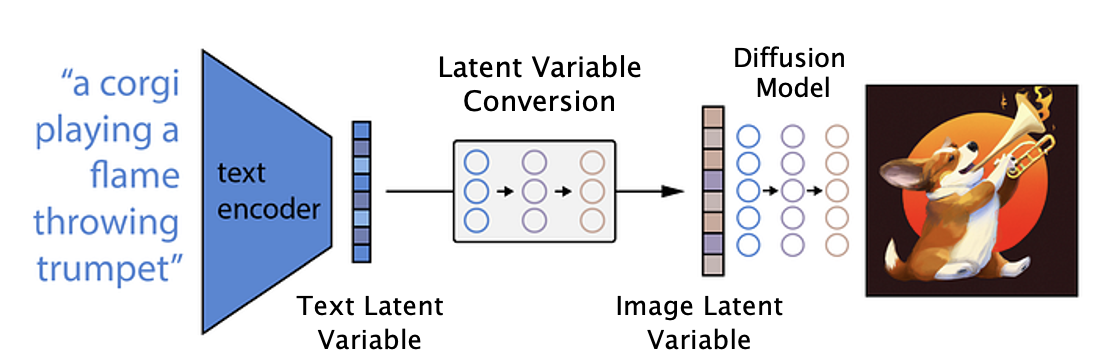 “a corgi
playing a
flame
throwing
trumpet”
text
encoder
Text Latent
Variable
Latent Variable
Conversion
Image Latent
Variable
Diffusion
Model